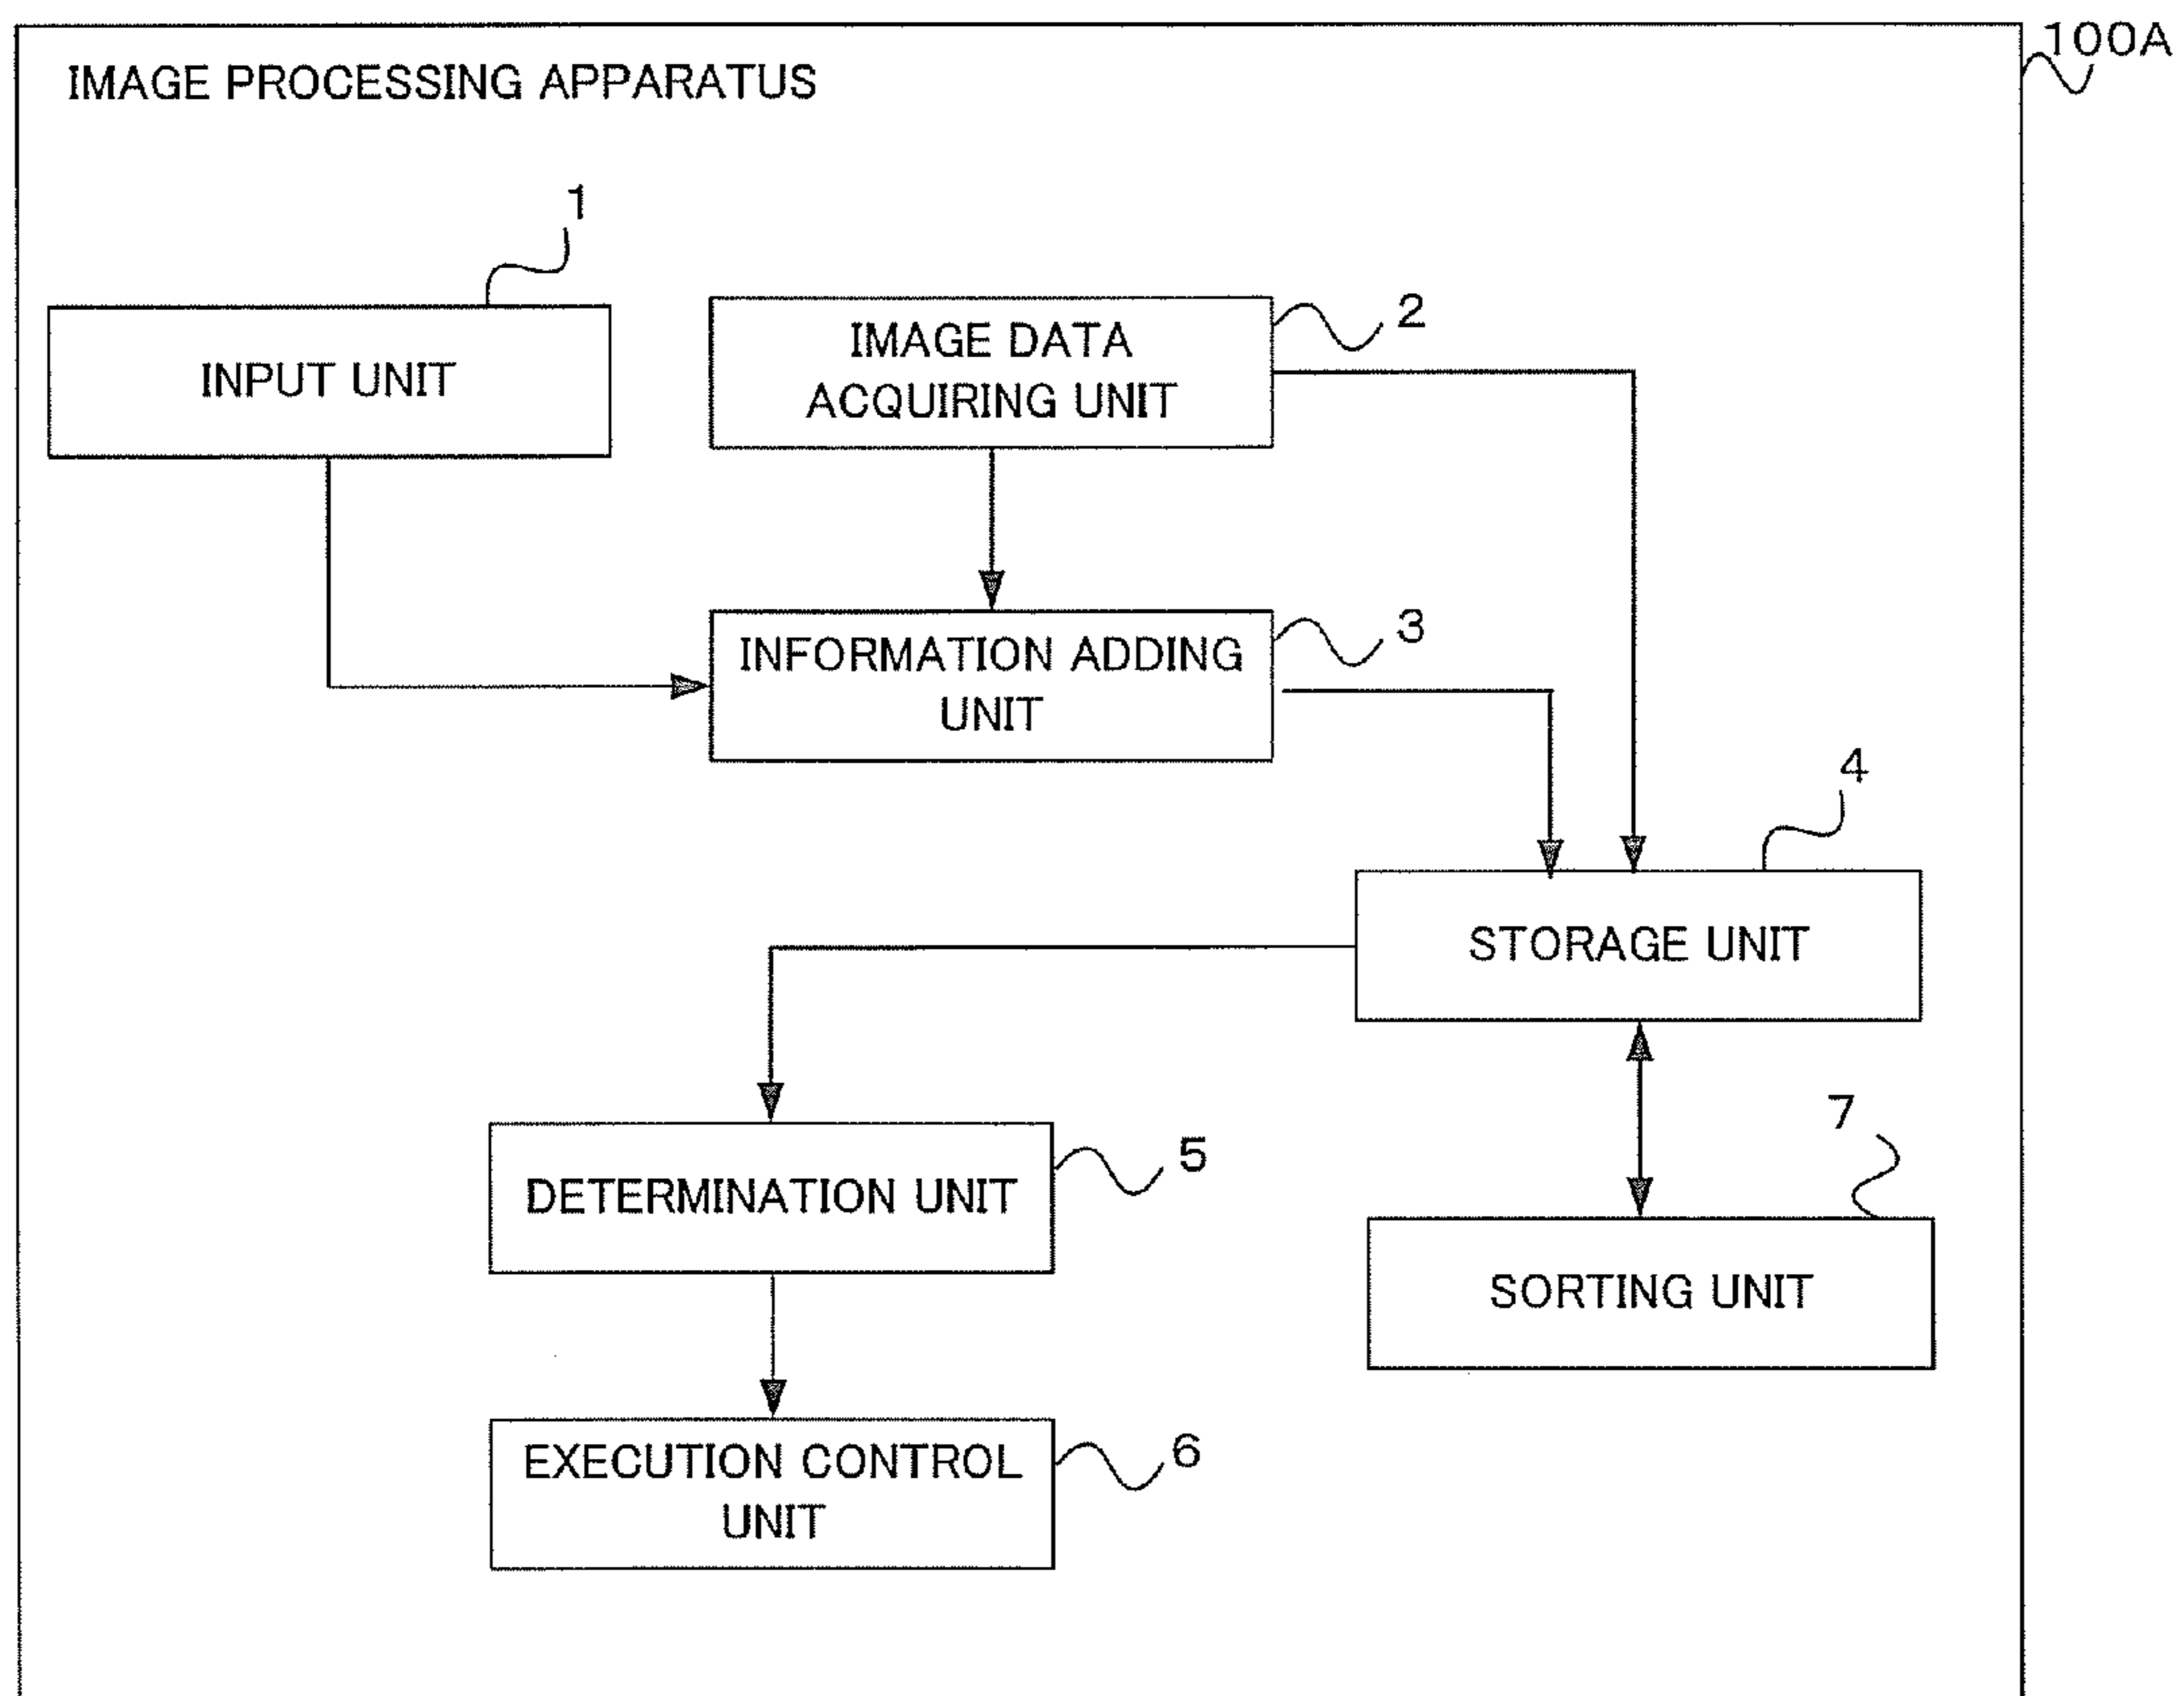 100A
IMAGE PROCESSING APPARATUS
1
INPUT UNIT
2
IMAGE DATA
ACQUIRING UNIT
3
INFORMATION ADDING
UNIT
4
STORAGE UNIT
5
DETERMINATION UNIT
7
SORTING UNIT
6
EXECUTION CONTROL
UNIT